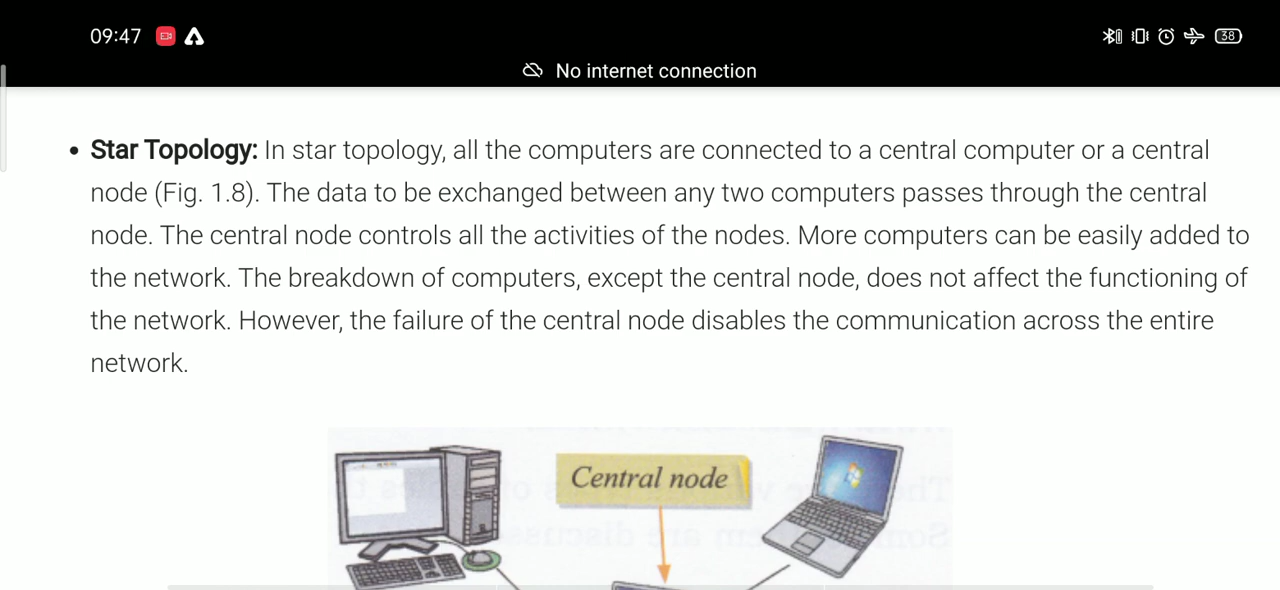 09:47
38
No internet connection
• Star Topology: In star topology, all the computers are connected to a central computer or a central
node (Fig. 1.8). The data to be exchanged between any two computers passes through the central
node. The central node controls all the activities of the nodes. More computers can be easily added to
the network. The breakdown of computers, except the central node, does not affect the functioning of
the network. However, the failure of the central node disables the communication across the entire
network.
Central node